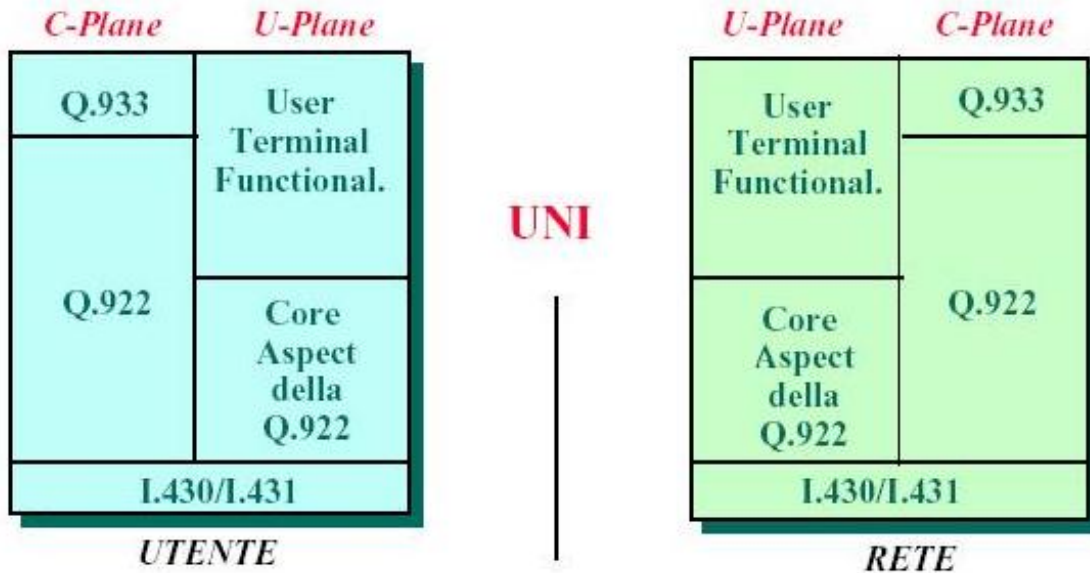 C-Plane U-Plane
Q.933
User
Terminal
Functional.
Q.922
Core
Aspect
della
Q.922
I.430/I.431
UTENTE
UNI
U-Plane C-Plane
User
Terminal
Functional.
Q.933
Core
Aspect
della
Q.922
Q.922
I.430/I.431
RETE